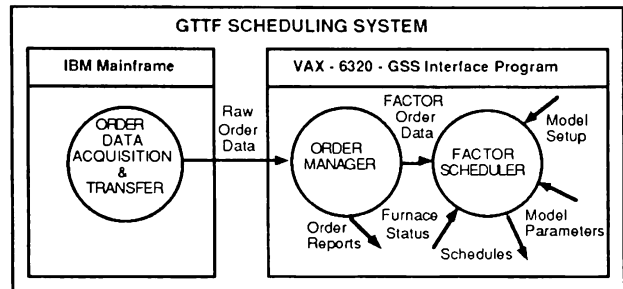 GTTF SCHEDULING SYSTEM
IBM Mainframe
VAX - 6320 - GSS Interface Program
ORDER
DATA
ACQUISITION
&
TRANSFER
Raw
Order
Data
ORDER
MANAGER
FACTOR
Order
Data
FACTOR
SCHEDULER
Model
Setup
Order
Reports
Furnace
Status
Schedules
Model
Parameters